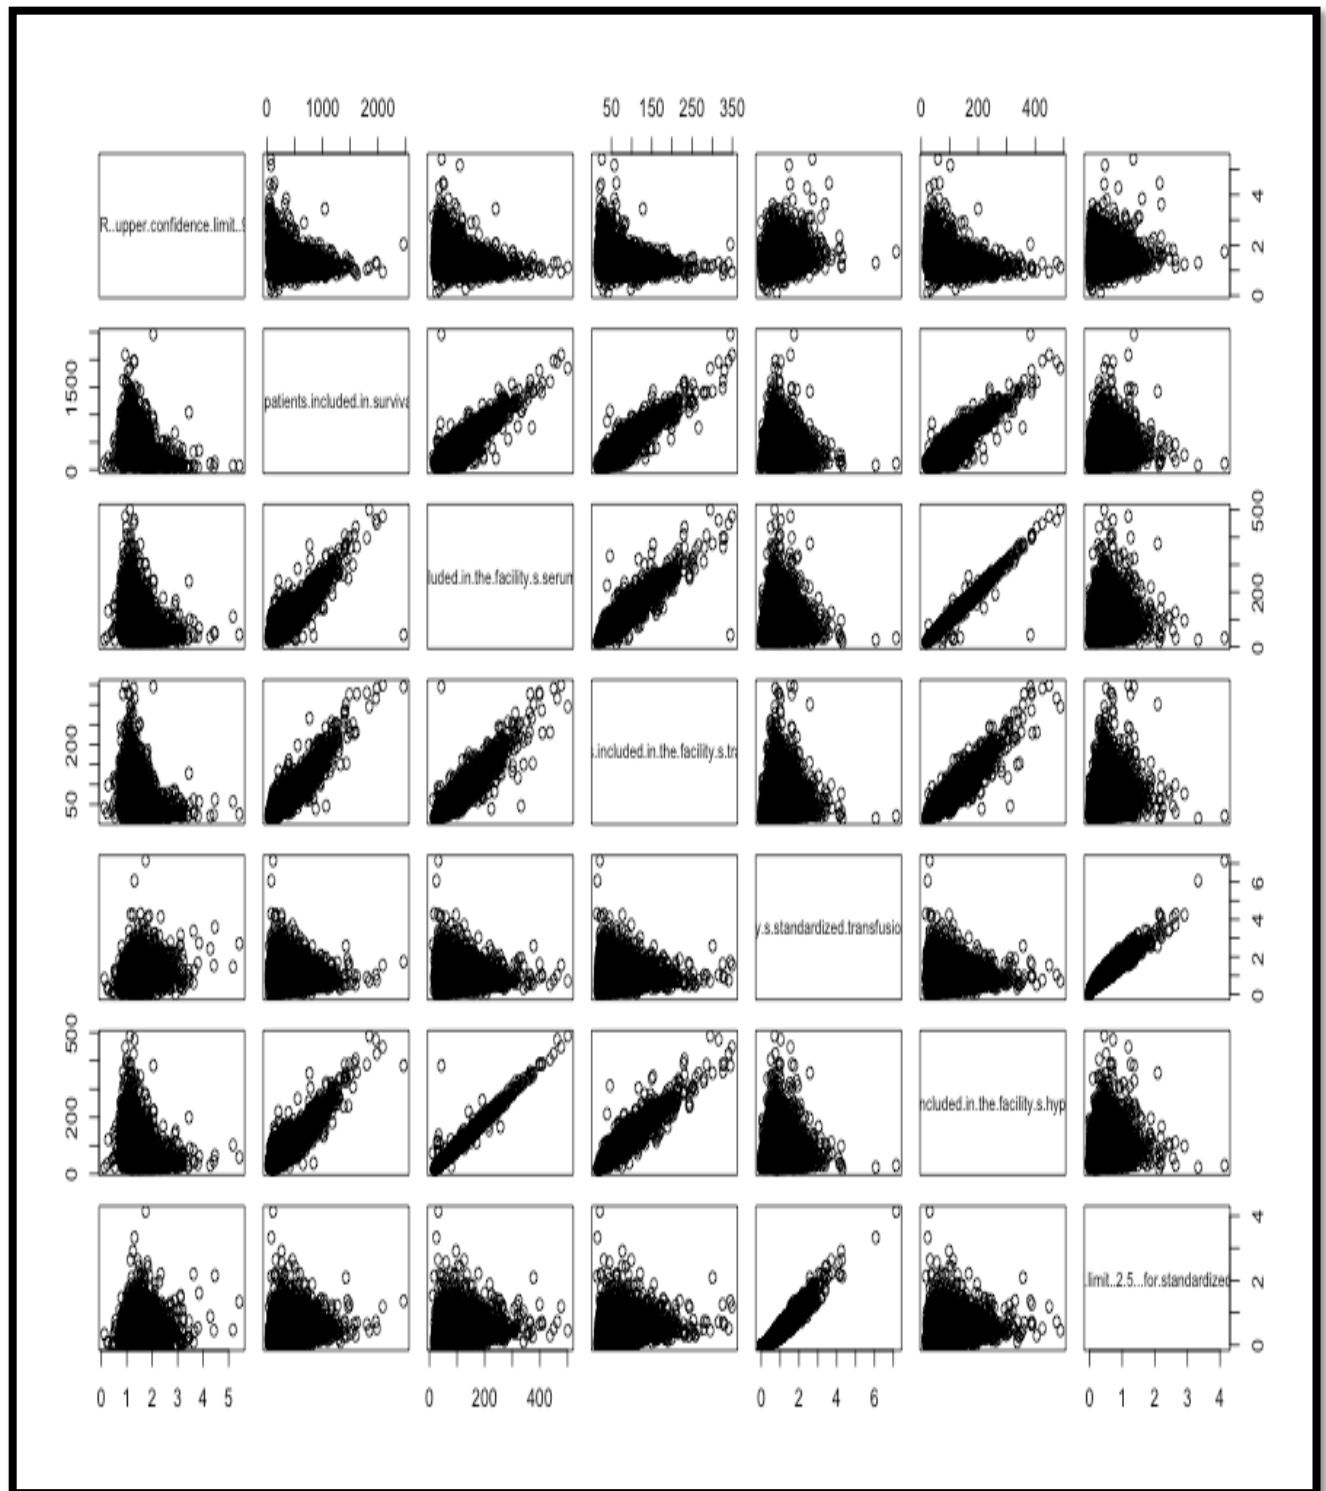 0 1000 2000 50 150 250 350 0 200 400
R..upper.confidence.limit..9 0 2 4
0 1500 patients.included.in.surviva
luded.in.the.facility.s.serum 0 200 500
50 200 s.included.in.the.facility.s.tra
y.s.standardized.transfusio 0 2 4 6
0 200 500 ncluded.in.the.facility.s.hyp
.limit..2.5...for.standardized 0 2 4
0 1 2 3 4 5 0 200 400 0 2 4 6 0 1 2 3 4